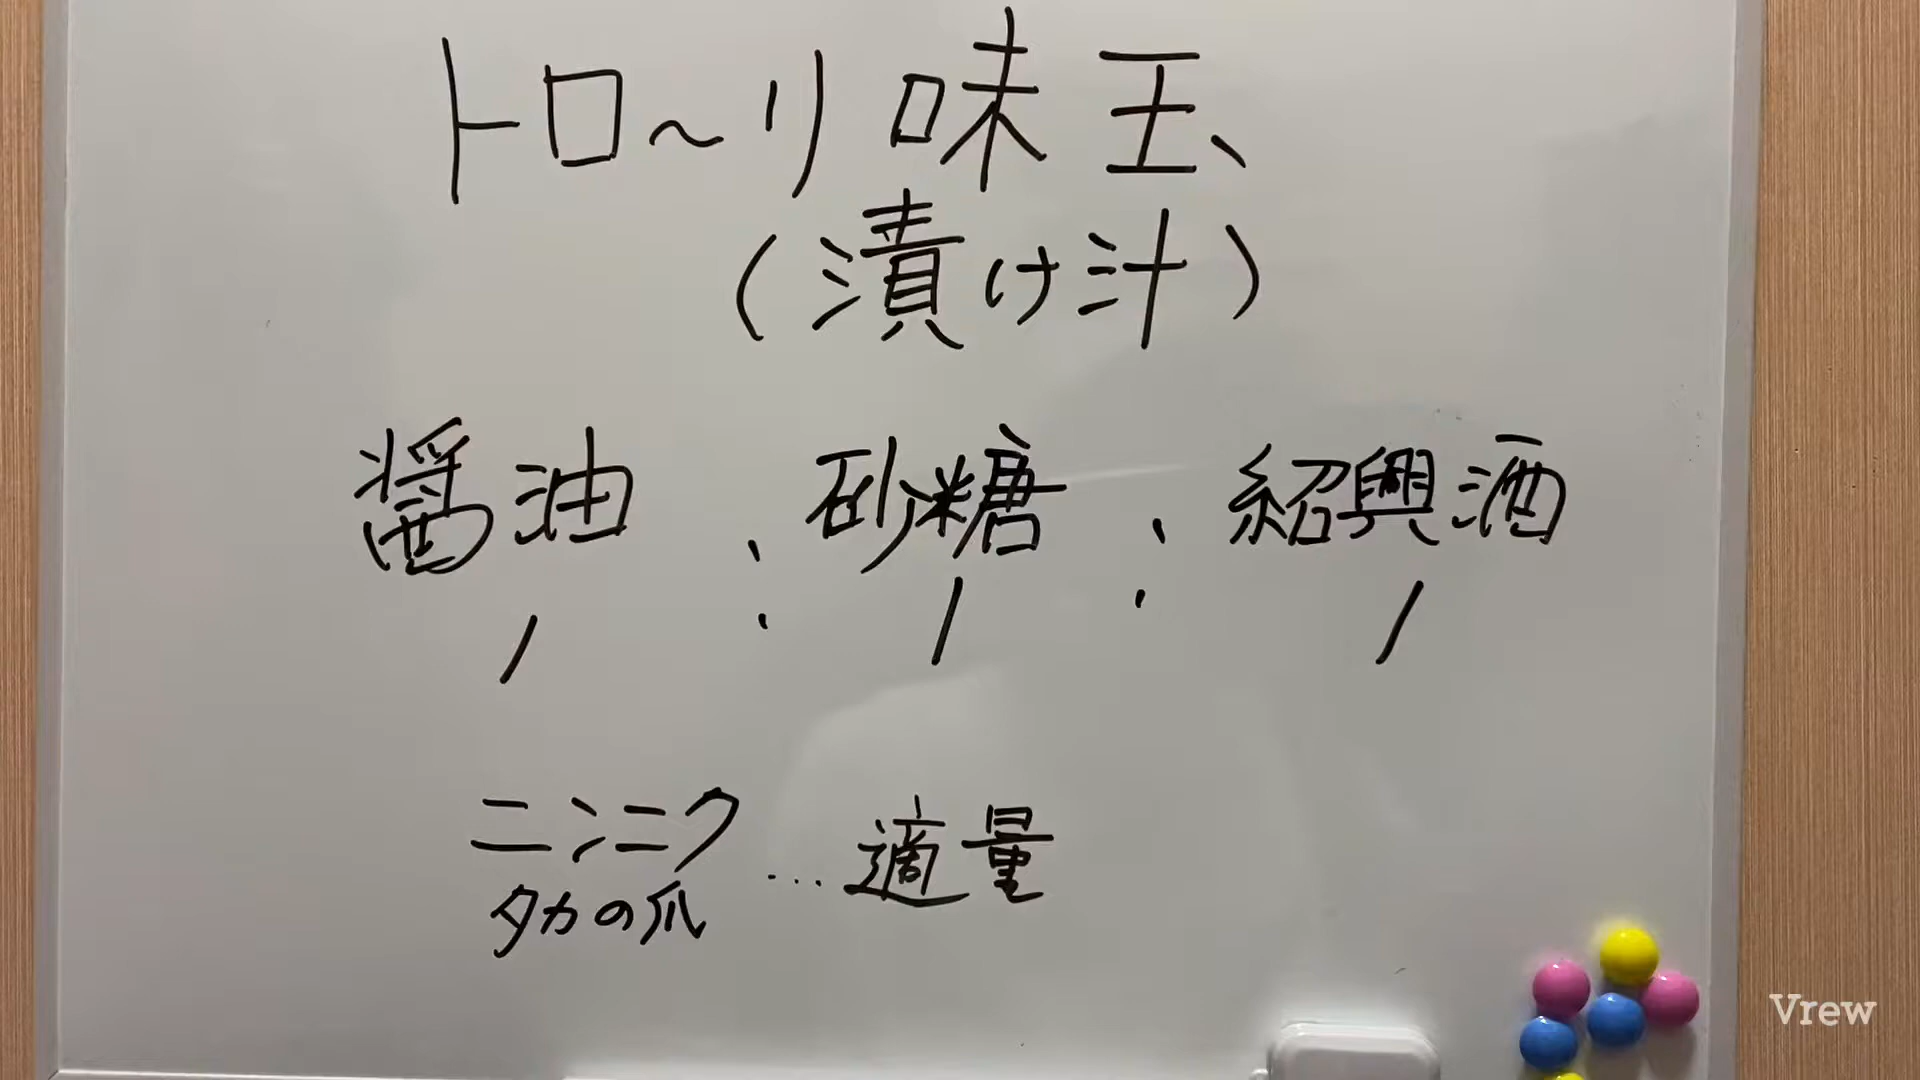 トロ〜リ味玉
(漬け汁)
醤油 : 砂糖 : 紹興酒
1 1 1
ニンニク
タカの爪 … 適量
Vrew